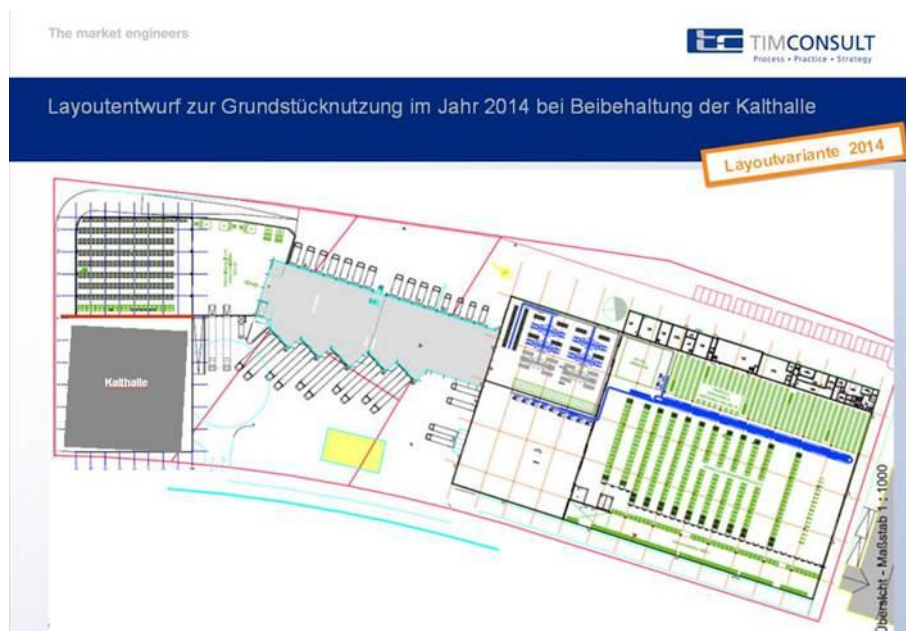 The market engineers
TIMCONSULT
Process • Practice • Strategy
Layoutentwurf zur Grundstücknutzung im Jahr 2014 bei Beibehaltung der Kalthalle
Layoutvariante 2014
Kalthalle
Übersicht - Maßstab 1 : 1000